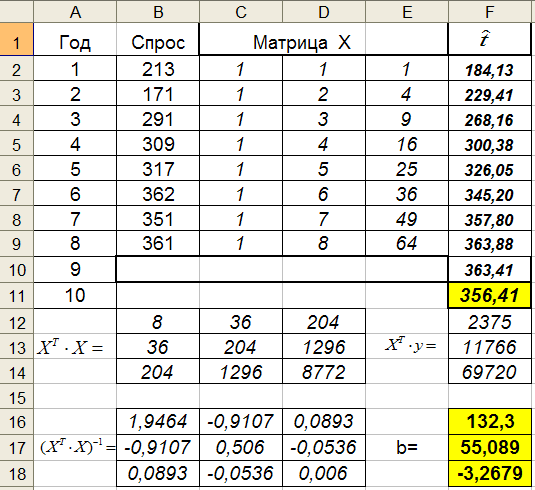 A B C D E F
1 Год Спрос Матрица X t̂
2 1 213 1 1 1 184,13
3 2 171 1 2 4 229,41
4 3 291 1 3 9 268,16
5 4 309 1 4 16 300,38
6 5 317 1 5 25 326,05
7 6 362 1 6 36 345,20
8 7 351 1 7 49 357,80
9 8 361 1 8 64 363,88
10 9 363,41
11 10 356,41
12 8 36 204 2375
13 X^T · X = 36 204 1296 X^T · y = 11766
14 204 1296 8772 69720
15
16 1,9464 -0,9107 0,0893 132,3
17 (X^T · X)^-1 = -0,9107 0,506 -0,0536 b= 55,089
18 0,0893 -0,0536 0,006 -3,2679